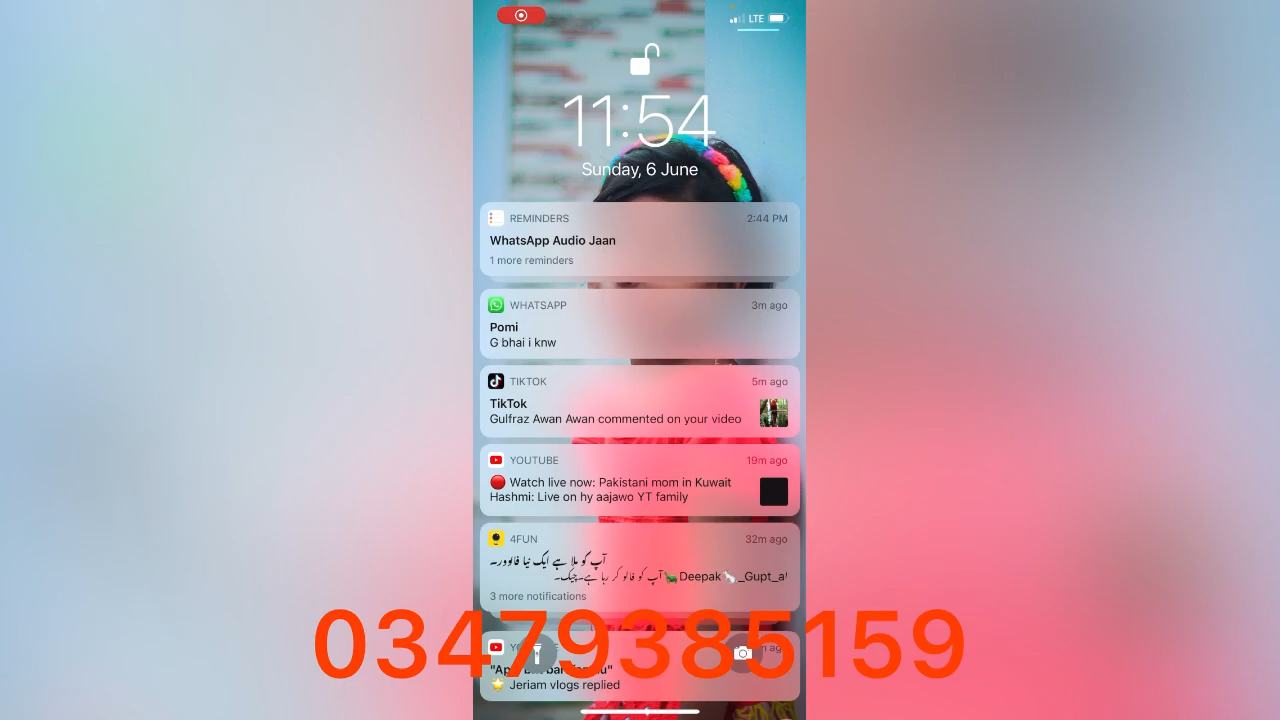 LTE
11:54
Sunday, 6 June
REMINDERS 2:44 PM
WhatsApp Audio Jaan
1 more reminders
WHATSAPP 3m ago
Pomi
G bhai i knw
TIKTOK 5m ago
TikTok
Gulfraz Awan Awan commented on your video
YOUTUBE 19m ago
🔴 Watch live now: Pakistani mom in Kuwait
Hashmi: Live on hy aajawo YT family
4FUN 32m ago
آپ کو ملا ہے ایک نیا فالوور۔
Deepak🐇_Gupt_a!🦗آپ کو فالو کر رہا ہے۔چیک۔
3 more notifications
03479385159
🌟 Jeriam vlogs replied